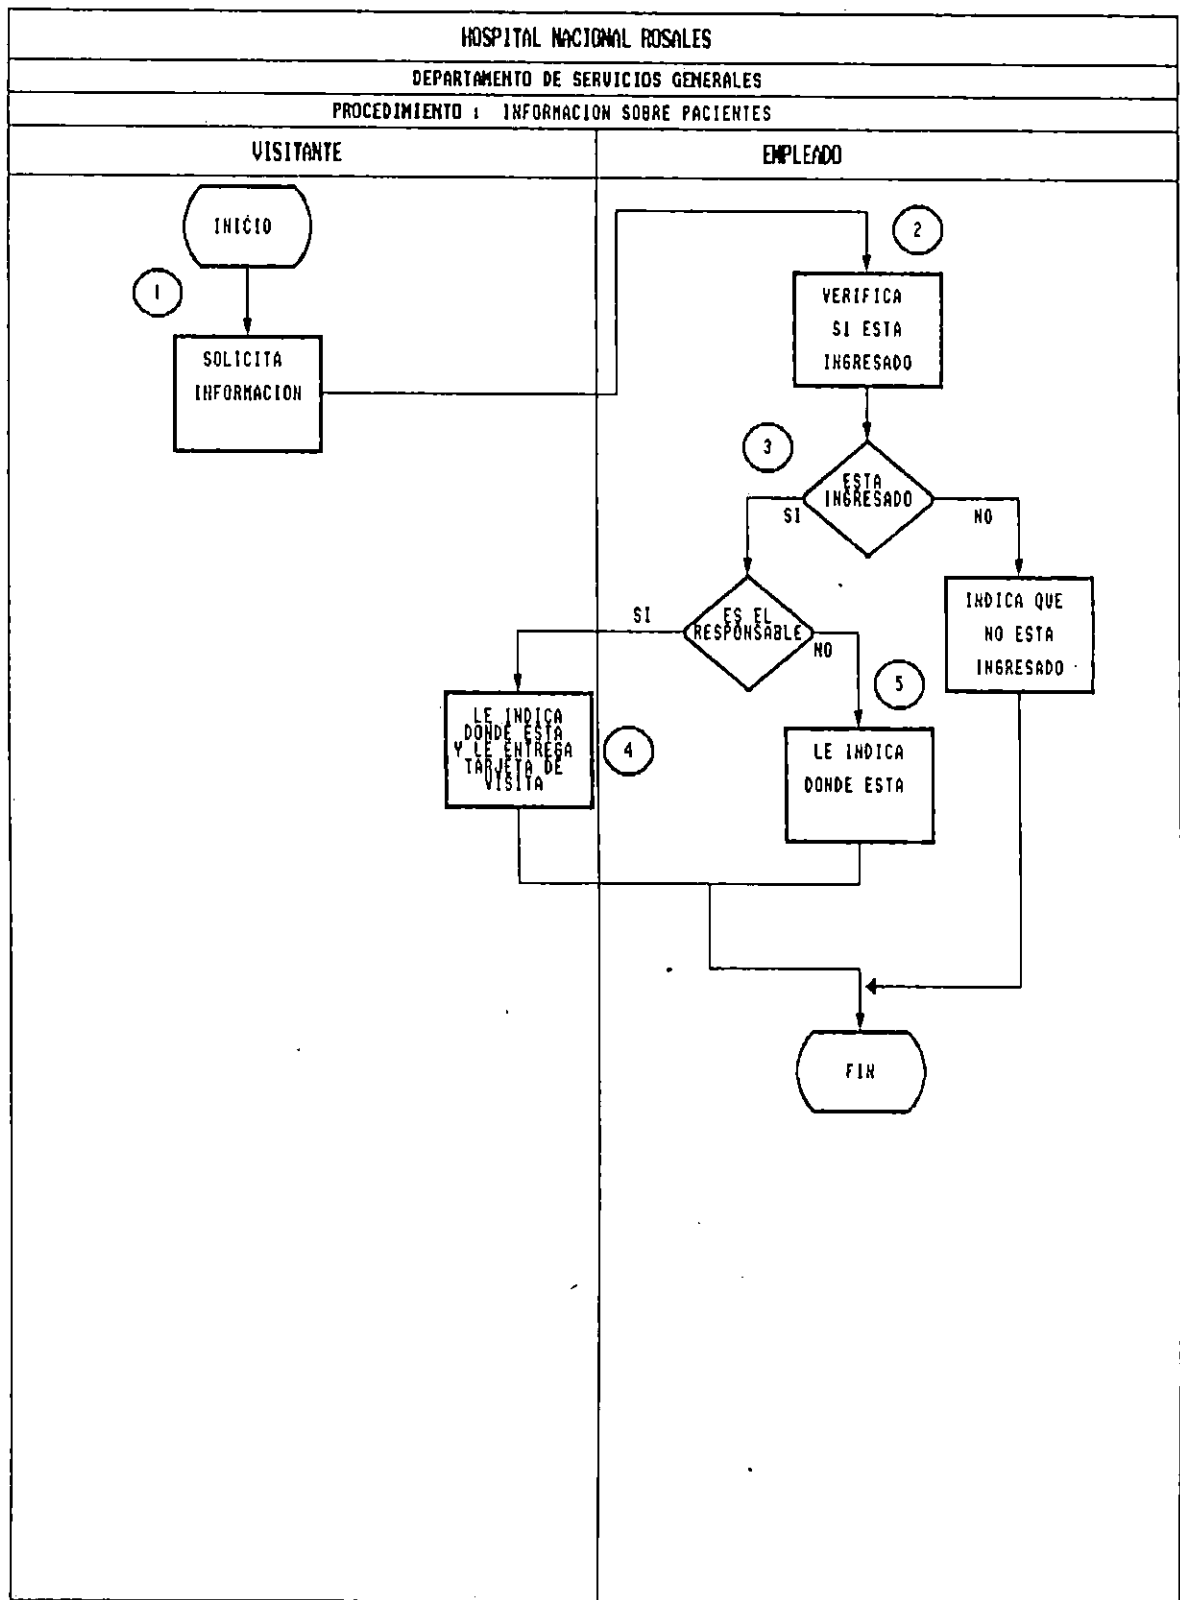 HOSPITAL NACIONAL ROSALES
DEPARTAMENTO DE SERVICIOS GENERALES
PROCEDIMIENTO : INFORMACION SOBRE PACIENTES
VISITANTE
EMPLEADO
INICIO
1
SOLICITA
INFORMACION
2
VERIFICA
SI ESTA
INGRESADO
3
ESTA
INGRESADO
SI
NO
INDICA QUE
NO ESTA
INGRESADO
ES EL
RESPONSABLE
SI
NO
LE INDICA
DONDE ESTA
Y LE ENTREGA
TARJETA DE
VISITA
4
5
LE INDICA
DONDE ESTA
FIN